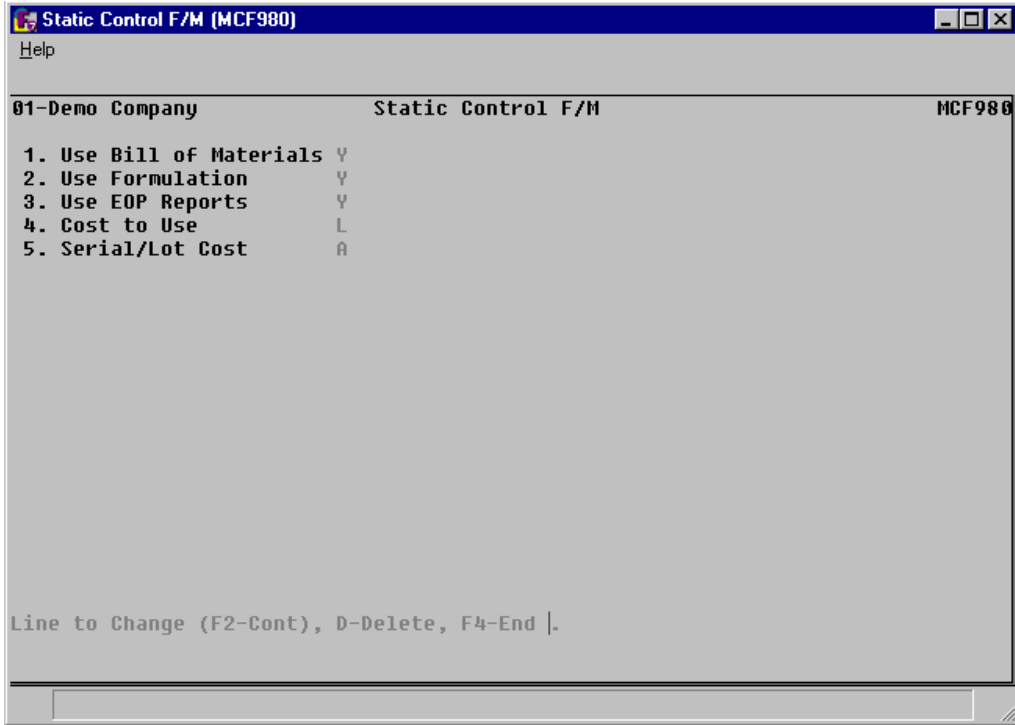 Static Control F/M (MCF980)
Help
01-Demo Company Static Control F/M MCF980
1. Use Bill of Materials Y
2. Use Formulation Y
3. Use EOP Reports Y
4. Cost to Use L
5. Serial/Lot Cost A
Line to Change (F2-Cont), D-Delete, F4-End .